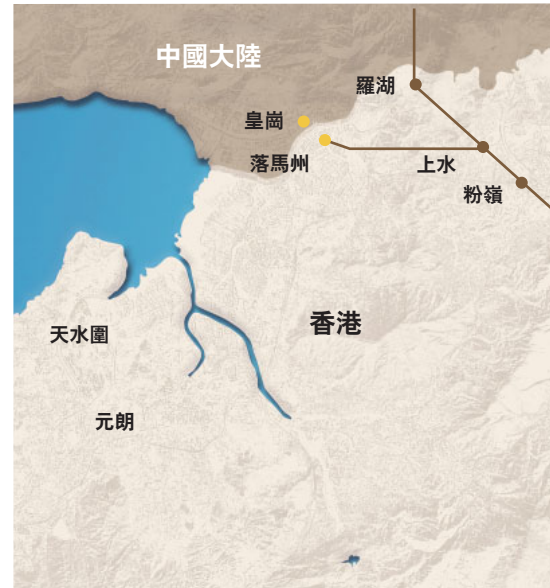 中國大陸
羅湖
皇崗
落馬州
上水
粉嶺
香港
天水圍
元朗